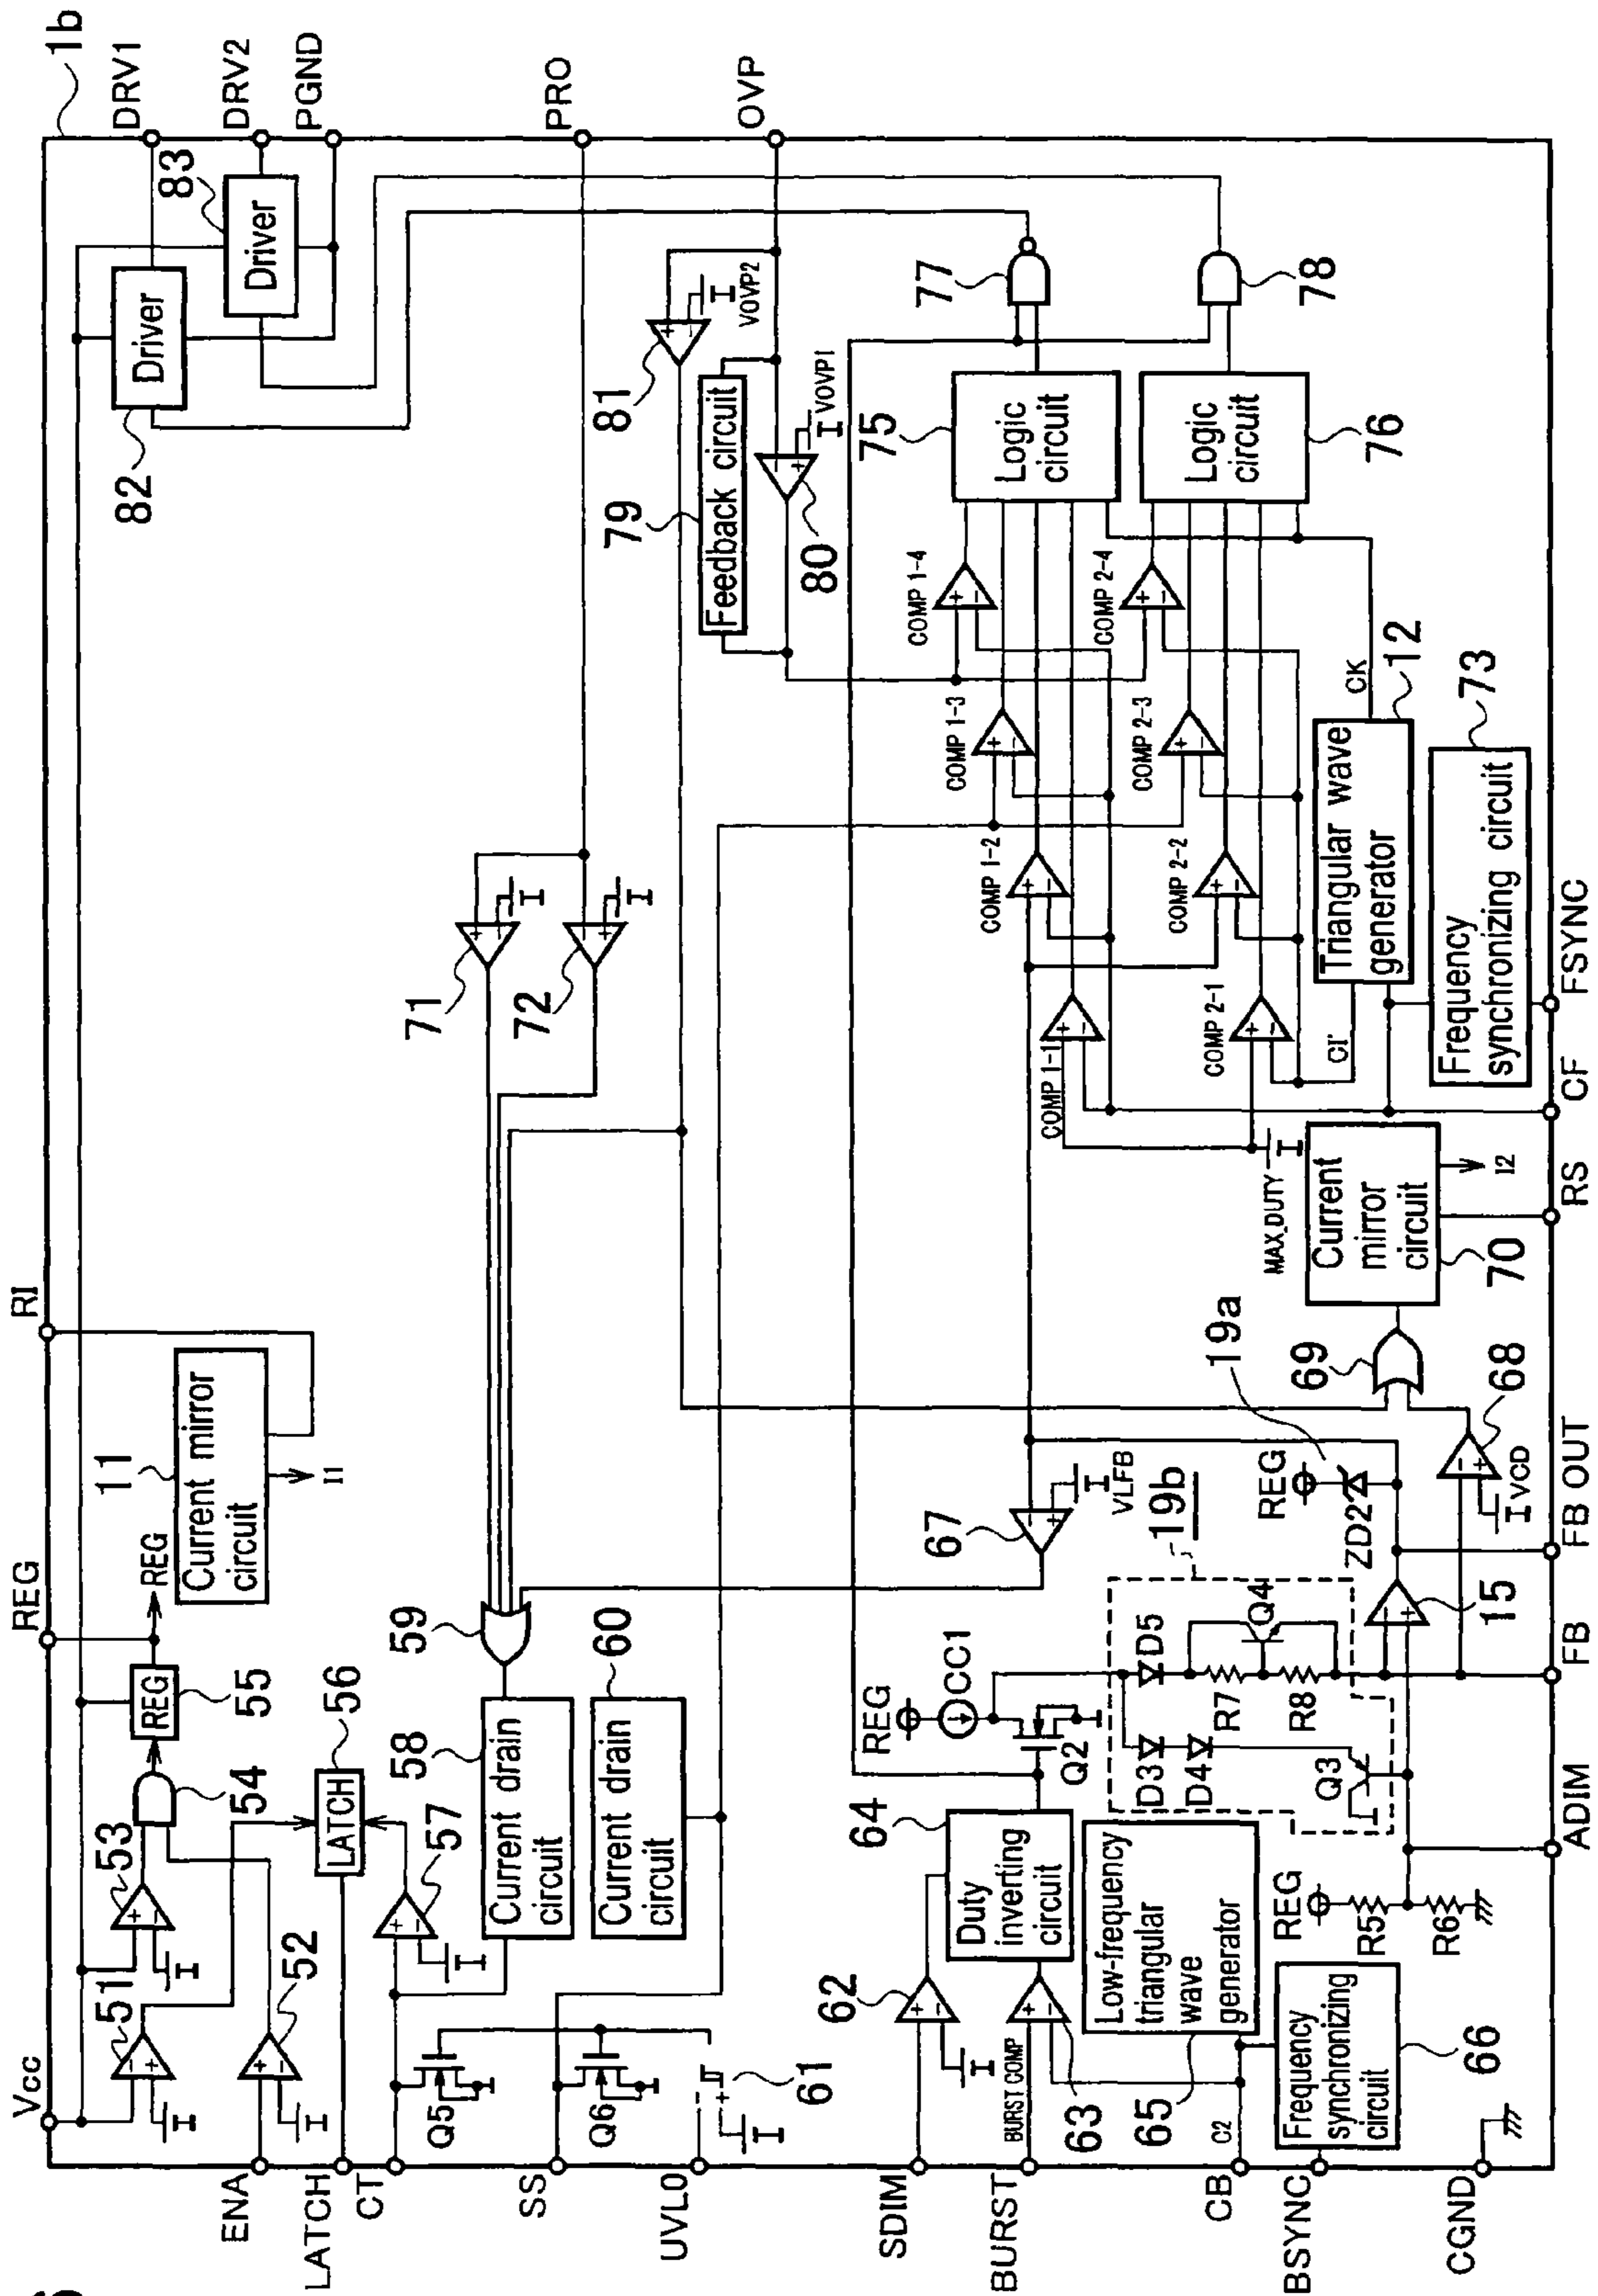 1b
DRV1
DRV2
PGND
PRO
OVP
83
Driver
Driver
82
RI
REG
Vcc
11
Current mirror
circuit
I1
REG
REG
55
54
53
51
52
56
LATCH
57
ENA
LATCH
CT
SS
UVLO
SDIM
BURST
CB
BSYNC
CGND
71
72
59
58
Current drain
circuit
60
Current drain
circuit
Q5
Q6
61
81
VOVP2
79
Feedback circuit
80
VOVP1
77
78
75
Logic
circuit
76
Logic
circuit
COMP 1-4
COMP 2-4
COMP 1-3
COMP 2-3
COMP 1-2
COMP 2-2
COMP 1-1
COMP 2-1
CK
CI'
12
Triangular wave
generator
73
Frequency
synchronizing circuit
MAX_DUTY
Current
mirror
circuit
70
I2
69
68
VCD
67
VLFB
19a
19b
REG
ZD2
15
REG
CC1
Q2
D5
R7
R8
Q4
D3
D4
Q3
64
Duty
inverting
circuit
62
63
BURST COMP
65
Low-frequency
triangular
wave
generator
C2
REG
R5
R6
66
Frequency
synchronizing
circuit
FSYNC
CF
RS
FB OUT
FB
ADIM